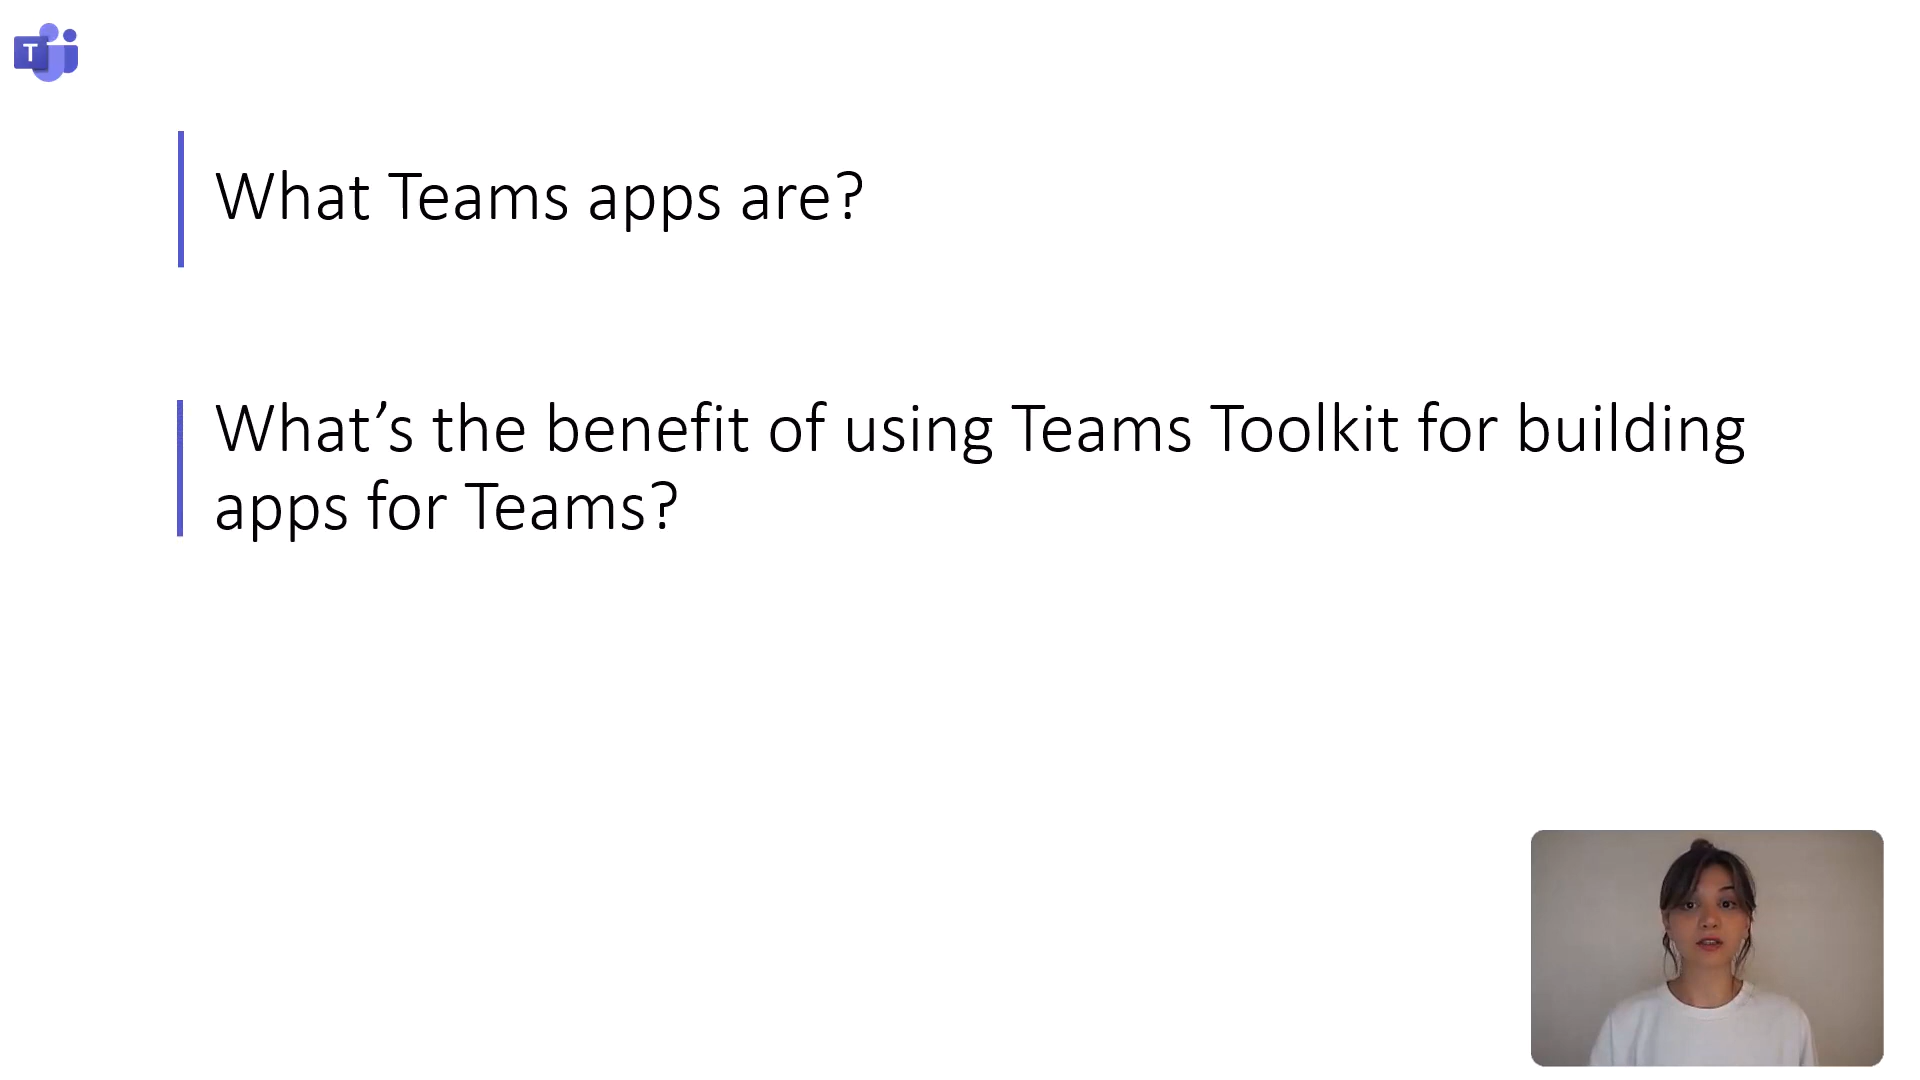 T
What Teams apps are?
What’s the benefit of using Teams Toolkit for building
apps for Teams?